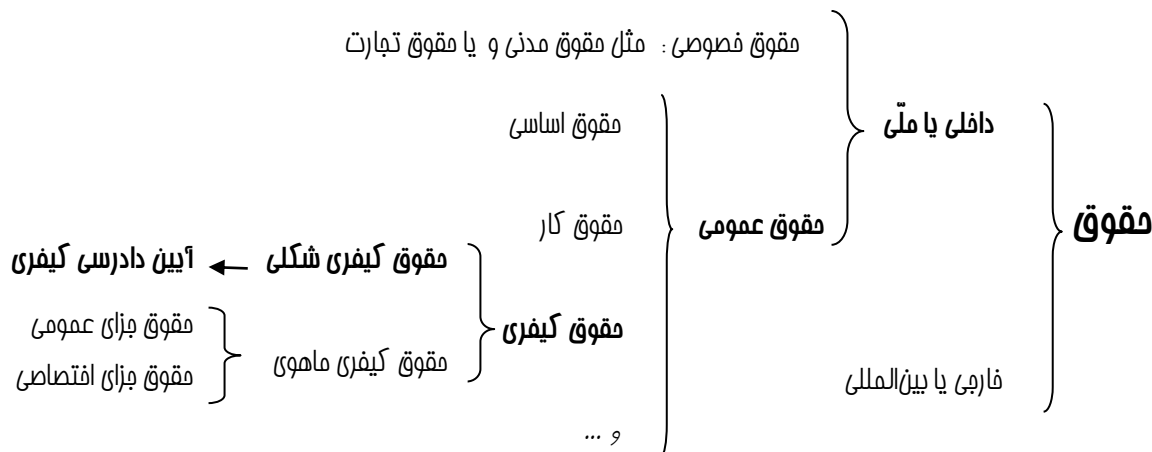 حقوق خصوصی: مثل حقوق مدنی و یا حقوق تجارت
داخلی یا ملّی
حقوق اساسی
حقوق
حقوق عمومی
حقوق کار
حقوق کیفری شکلی
آیین دادرسی کیفری
حقوق کیفری
حقوق جزای عمومی
حقوق کیفری ماهوی
حقوق جزای اختصاصی
خارجی یا بین‌المللی
و ...